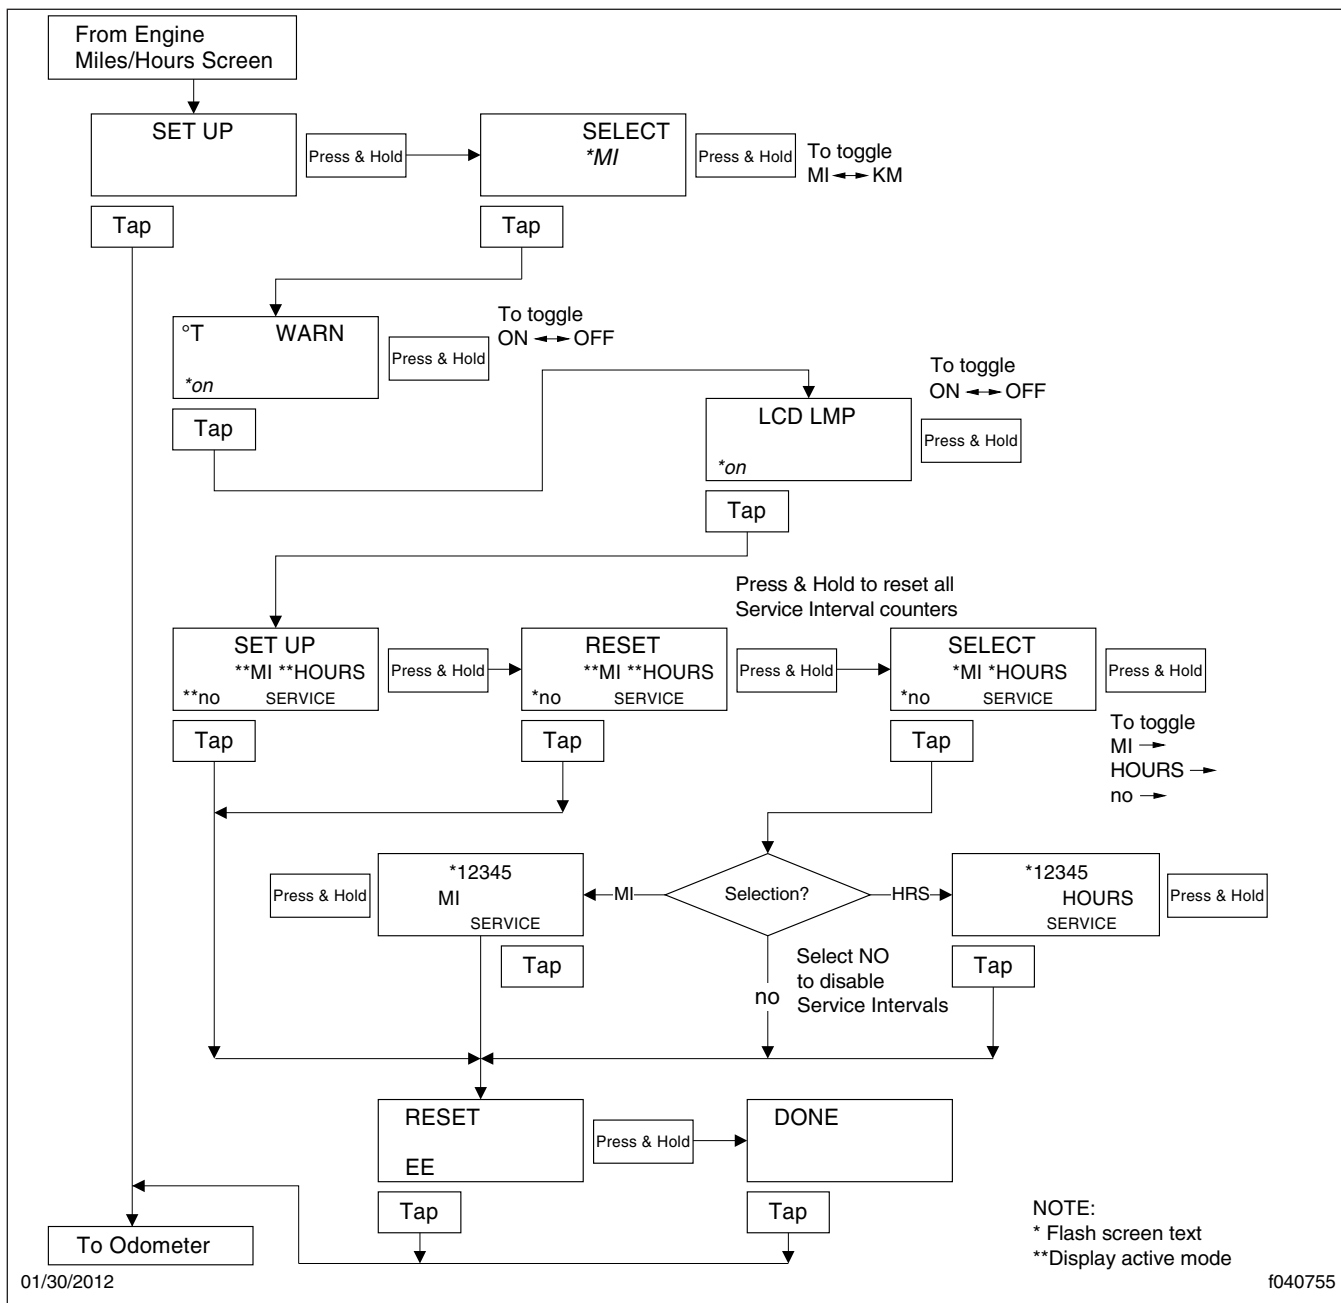 From Engine
Miles/Hours Screen
SET UP
Press & Hold
SELECT
*MI
Press & Hold
To toggle
MI ↔ KM
Tap
Tap
°T WARN
*on
Press & Hold
To toggle
ON ↔ OFF
Tap
LCD LMP
*on
To toggle
ON ↔ OFF
Press & Hold
Tap
Press & Hold to reset all
Service Interval counters
SET UP
**MI **HOURS
**no SERVICE
Press & Hold
RESET
**MI **HOURS
*no SERVICE
Press & Hold
SELECT
*MI *HOURS
*no SERVICE
Press & Hold
Tap
Tap
Tap
To toggle
MI →
HOURS →
no →
Press & Hold
*12345
MI
SERVICE
MI
Selection?
HRS
*12345
HOURS
SERVICE
Press & Hold
Tap
no
Select NO
to disable
Service Intervals
Tap
RESET
EE
Press & Hold
DONE
Tap
Tap
To Odometer
NOTE:
* Flash screen text
**Display active mode
01/30/2012
f040755